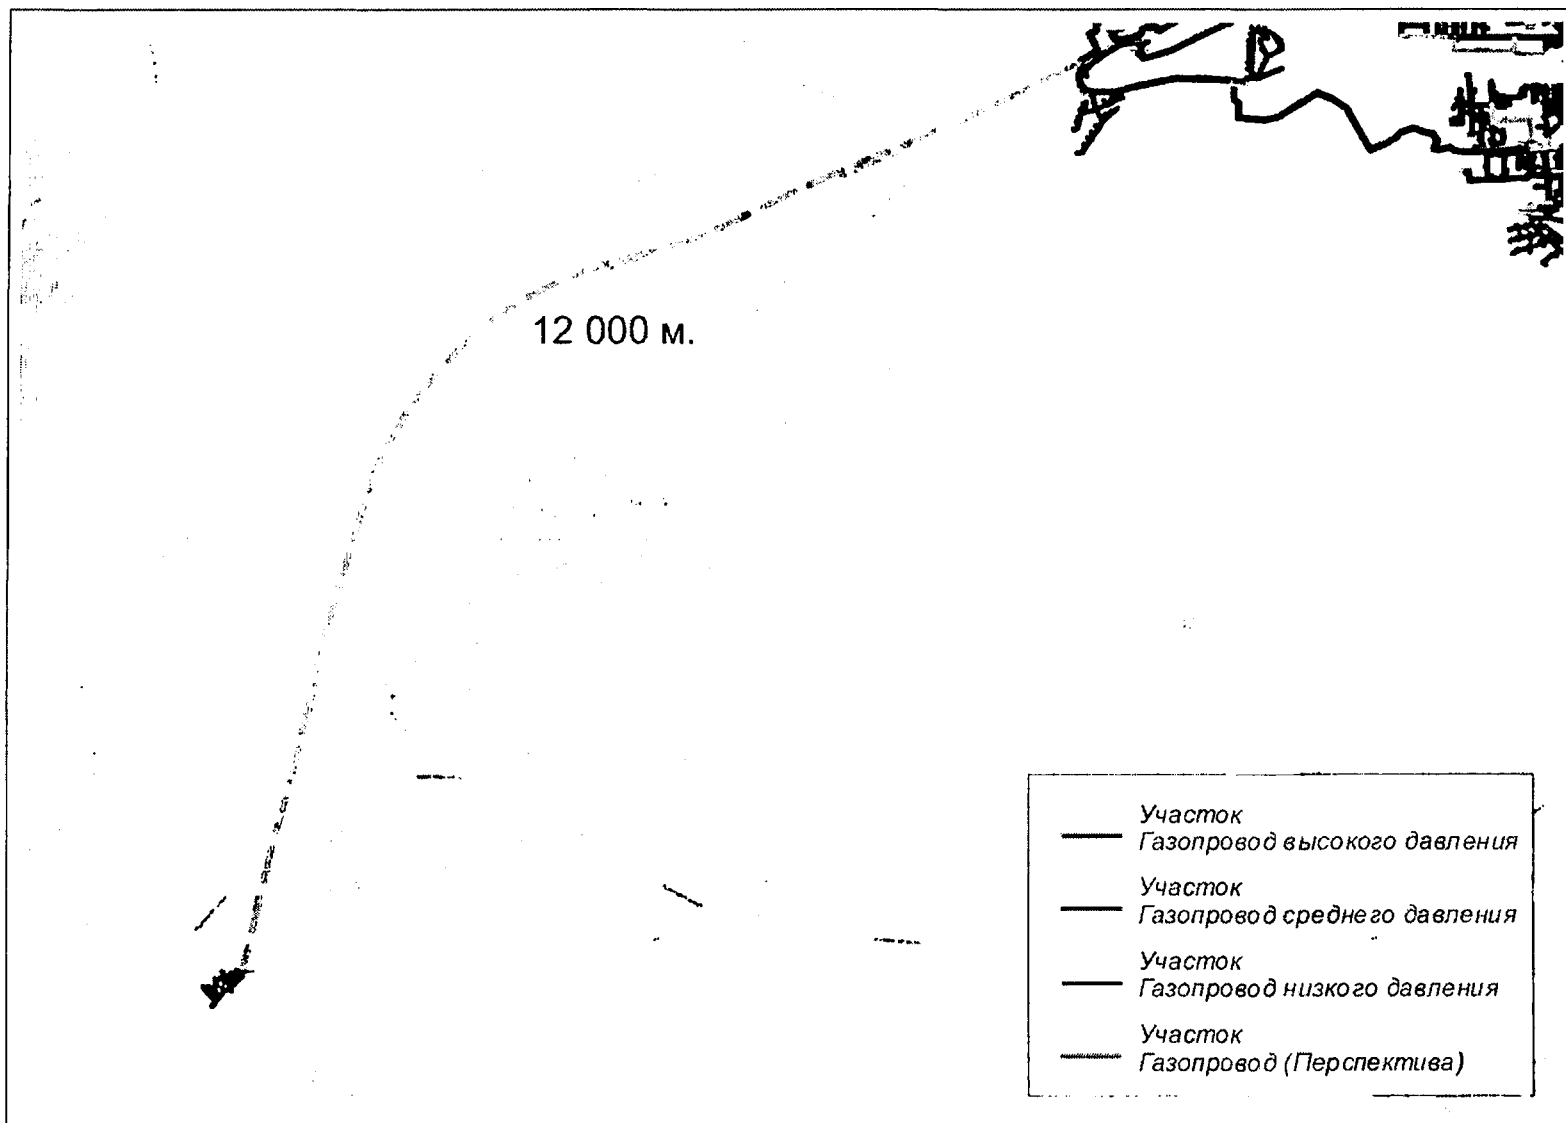 12 000 м.
Участок
Газопровод высокого давления
Участок
Газопровод среднего давления
Участок
Газопровод низкого давления
Участок
Газопровод (Перспектива)